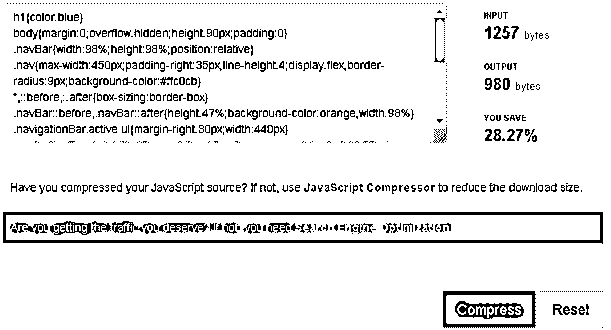 h1{color:blue}
body{margin:0;overflow:hidden;height:90px;padding:0}
.navBar{width:98%;height:98%;position:relative}
.nav{max-width:450px;padding-right:35px;line-height:4;display:flex;border-
radius:9px;background-color:#ffc0cb}
*,::before,::after{box-sizing:border-box}
.navBar::before,.navBar::after{height:47%;background-color:orange;width:98%}
.navigationBar.active ul{margin-right:30px;width:440px}
INPUT
1257 bytes
OUTPUT
980 bytes
YOU SAVE
28.27%
Have you compressed your JavaScript source? If not, use JavaScript Compressor to reduce the download size.
Are you getting the traffic you deserve? If not you need Search Engine Optimization
Compress
Reset